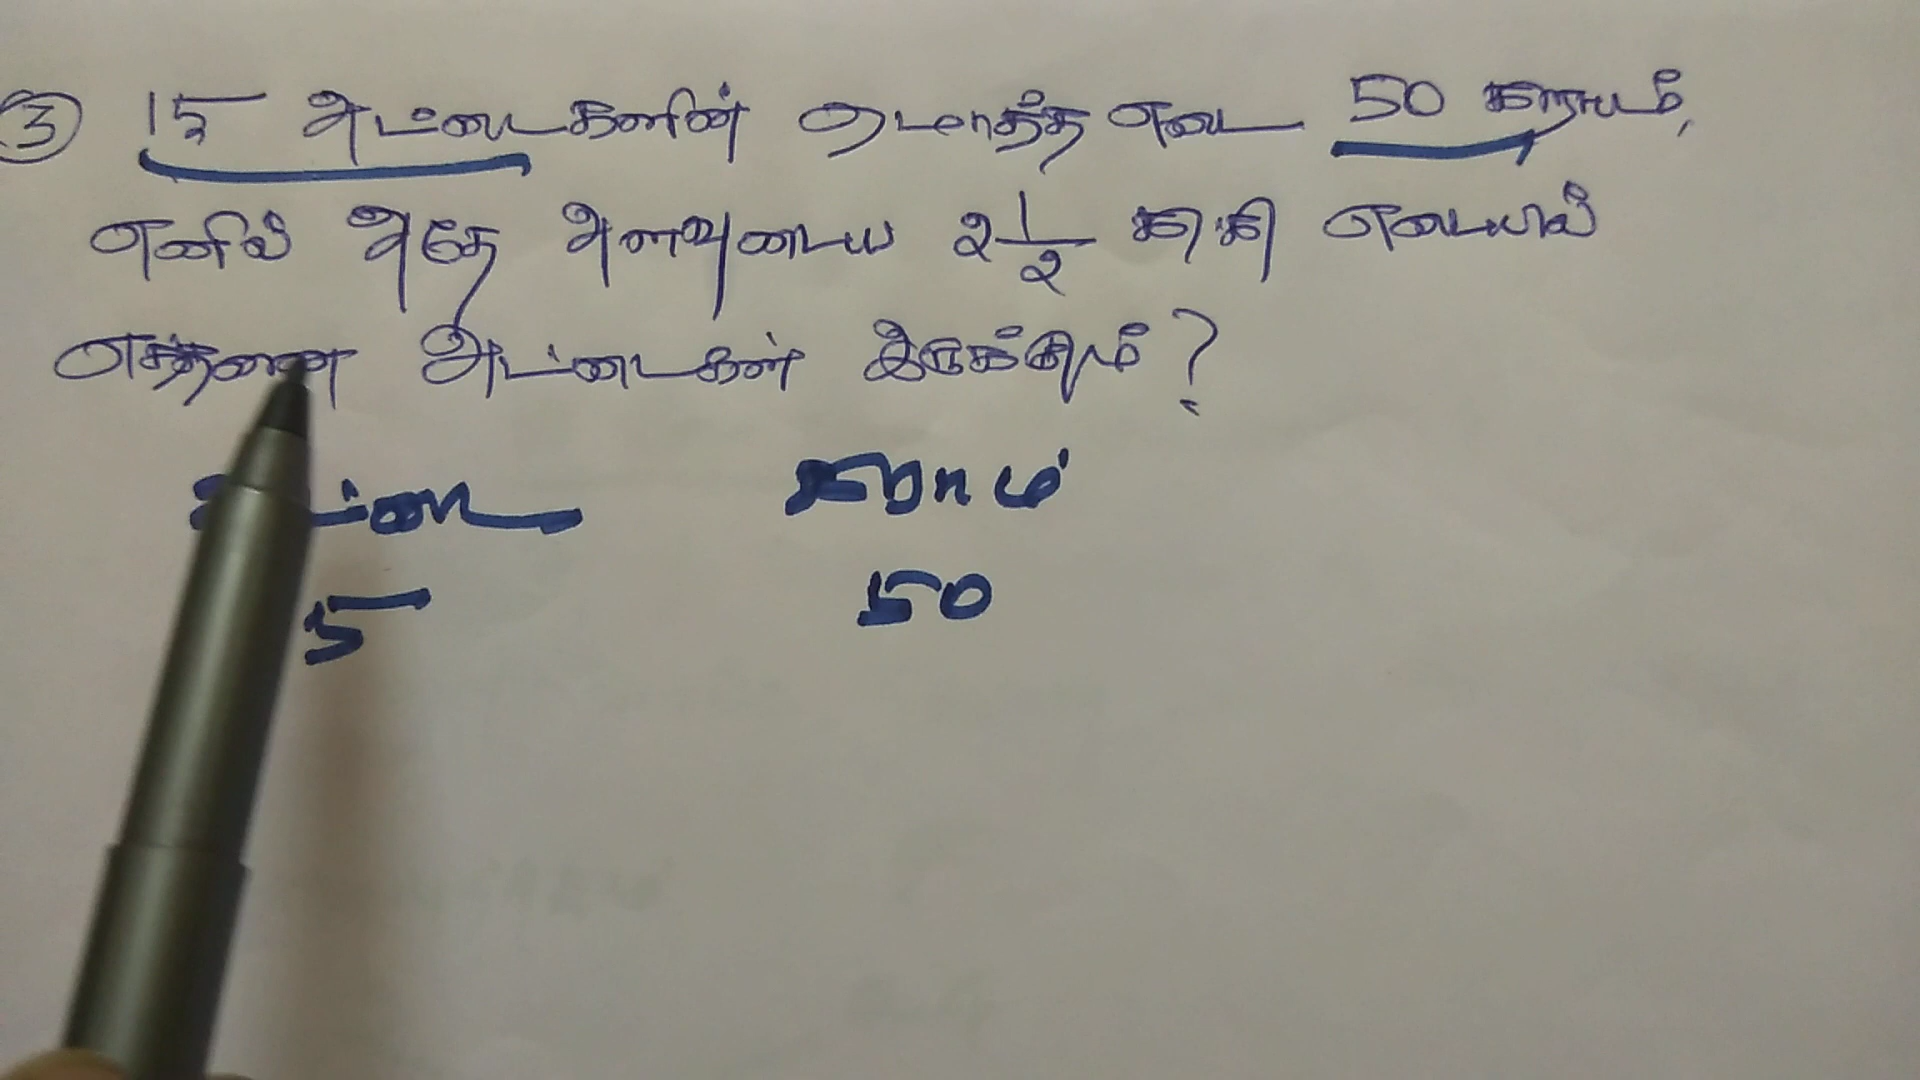 ③ 15 அட்டைகளின் மொத்த எடை 50 கிராம்,
எனில் அதே அளவுடைய 2 1/2 கி.கி எடையில்
எத்தனை அட்டைகள் இருக்கும்?
கிராம்
5 50